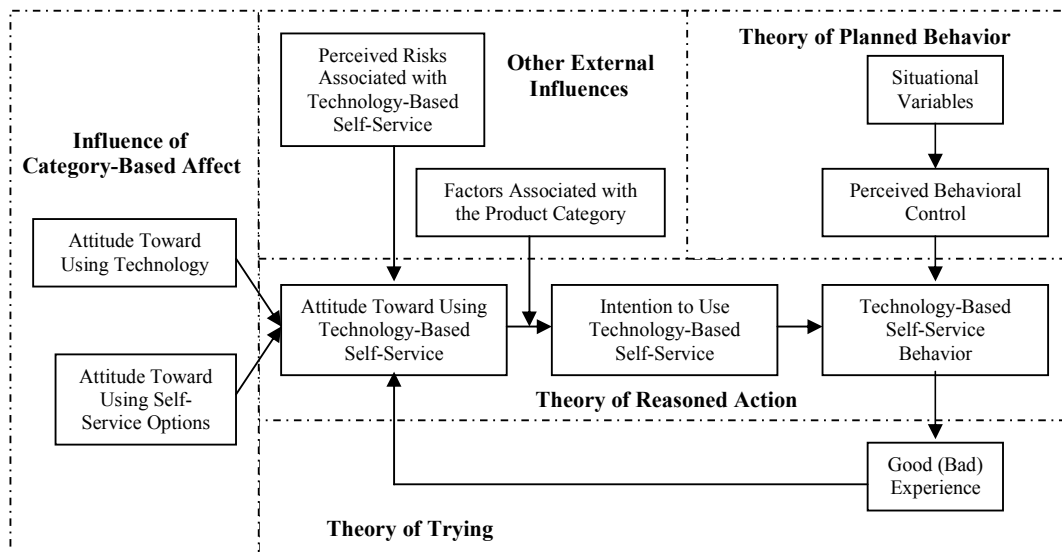 Perceived Risks
Associated with
Technology-Based
Self-Service
Other External
Influences
Theory of Planned Behavior
Situational
Variables
Influence of
Category-Based Affect
Factors Associated with
the Product Category
Perceived Behavioral
Control
Attitude Toward
Using Technology
Attitude Toward Using
Technology-Based
Self-Service
Intention to Use
Technology-Based
Self-Service
Technology-Based
Self-Service
Behavior
Attitude Toward
Using Self-
Service Options
Theory of Reasoned Action
Good (Bad)
Experience
Theory of Trying